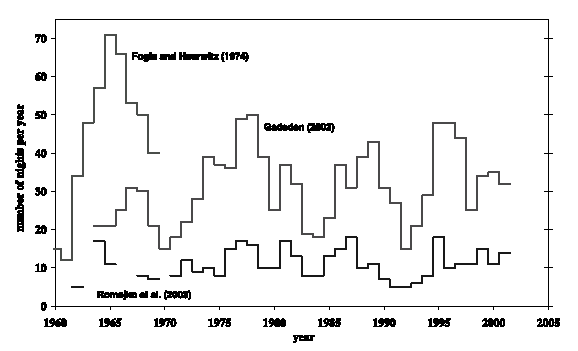 70
Fogle and Haurwitz (1974)
60
number of nights per year
50
Gadsden (2002)
40
30
20
10
Romejko et al. (2003)
0
1960 1965 1970 1975 1980 1985 1990 1995 2000 2005
year